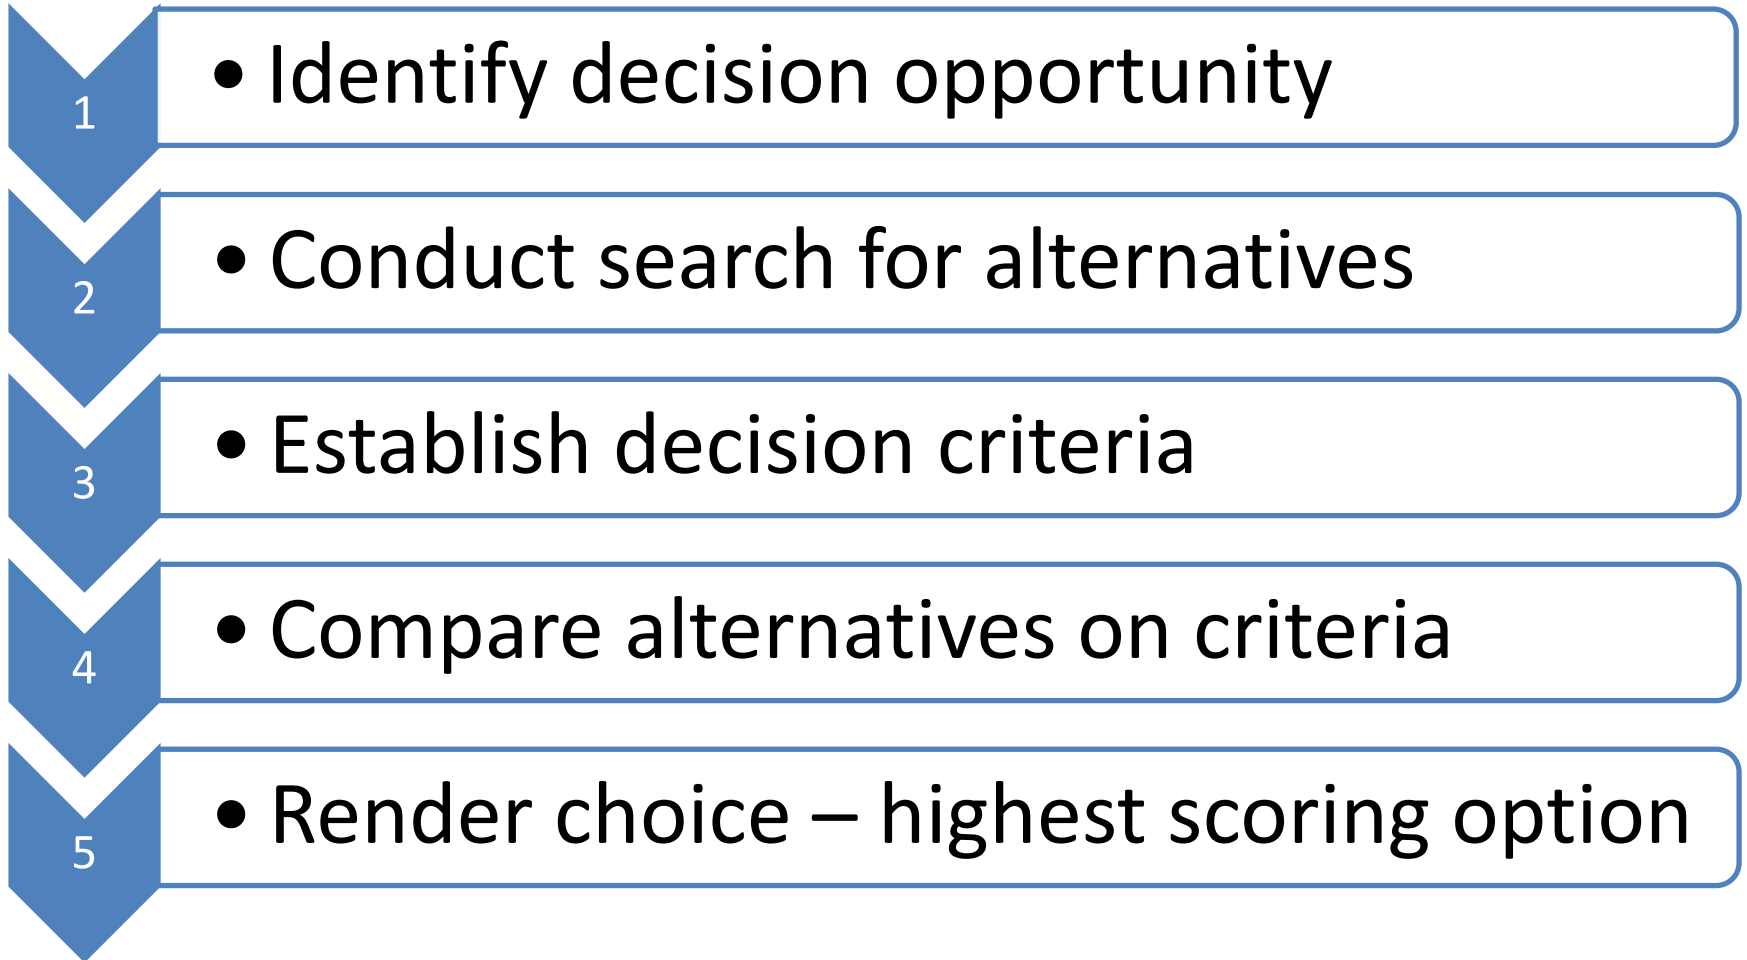 1
• Identify decision opportunity
2
• Conduct search for alternatives
3
• Establish decision criteria
4
• Compare alternatives on criteria
5
• Render choice – highest scoring option